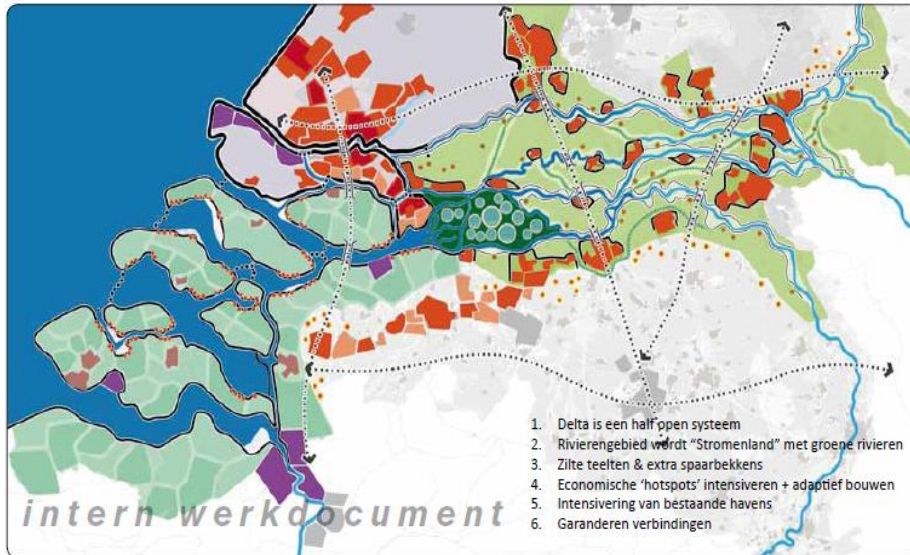 1. Delta is een half open systeem
2. Rivierengebied wordt “Stromenland” met groene rivieren
3. Zilte teelten & extra spaarbekkens
4. Economische ‘hotspots’ intensiveren + adaptief bouwen
5. Intensivering van bestaande havens
6. Garanderen verbindingen
intern werkdocument